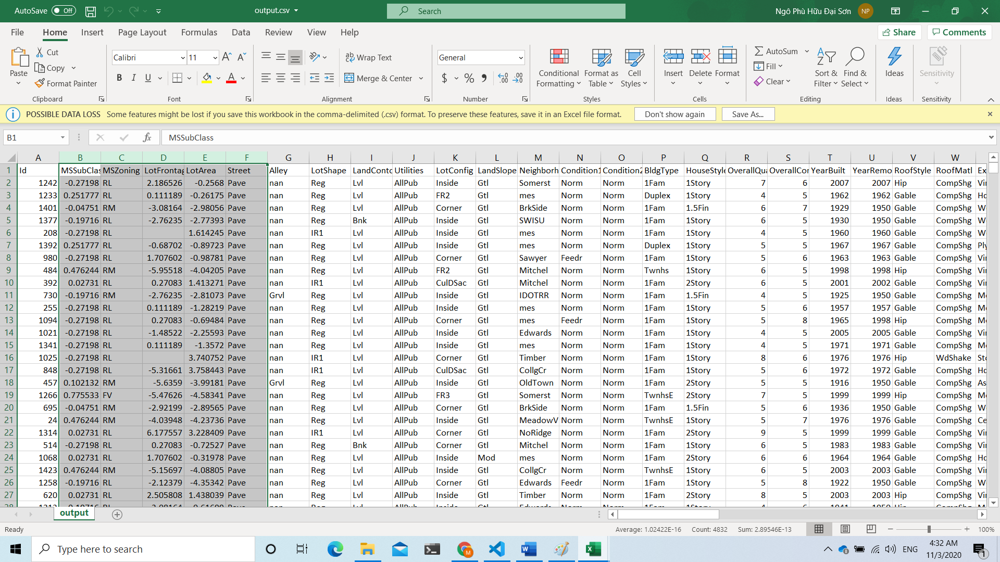 AutoSave Off output.csv Search Ngô Phù Hữu Đại Sơn NP
File Home Insert Page Layout Formulas Data Review View Help Share Comments
Paste Cut Copy Format Painter Clipboard
Calibri 11 B I U Font
Wrap Text Merge & Center Alignment
General $ % Number
Conditional Formatting Format as Table Cell Styles Styles
Insert Delete Format Cells
AutoSum Fill Clear Sort & Filter Find & Select Editing
Ideas Ideas
Sensitivity Sensitivity
POSSIBLE DATA LOSS Some features might be lost if you save this workbook in the comma-delimited (.csv) format. To preserve these features, save it in an Excel file format. Don't show again Save As...
B1 fx MSSubClass
A B C D E F G H I J K L M N O P Q R S T U V W
1 Id MSSubClas MSZoning LotFrontag LotArea Street Alley LotShape LandConto Utilities LotConfig LandSlope Neighborh Condition1 Condition2 BldgType HouseStyle OverallQua OverallCon YearBuilt YearRemo RoofStyle RoofMatl Ex
2 1242 -0.27198 RL 2.186526 -0.2568 Pave nan Reg Lvl AllPub Inside Gtl Somerst Norm Norm 1Fam 1Story 7 6 2007 2007 Hip CompShg Vir
3 1233 0.251777 RL 0.111189 -0.26175 Pave nan Reg Lvl AllPub FR2 Gtl mes Norm Norm Duplex 1Story 4 5 1962 1962 Gable CompShg Hd
4 1401 -0.04751 RM -3.08164 -2.98056 Pave nan Reg Lvl AllPub Corner Gtl BrkSide Norm Norm 1Fam 1.5Fin 6 7 1929 1950 Gable CompShg W
5 1377 -0.19716 RL -2.76235 -2.77393 Pave nan Reg Bnk AllPub Inside Gtl SWISU Norm Norm 1Fam 1Story 6 5 1930 1950 Gable CompShg W
6 208 -0.27198 RL 1.614245 Pave nan IR1 Lvl AllPub Inside Gtl mes Norm Norm 1Fam 1Story 4 5 1960 1960 Gable CompShg W
7 1392 0.251777 RL -0.68702 -0.89723 Pave nan Reg Lvl AllPub Inside Gtl mes Norm Norm Duplex 1Story 5 5 1967 1967 Gable CompShg Ply
8 980 -0.27198 RL 1.707602 -0.98781 Pave nan Reg Lvl AllPub Corner Gtl Sawyer Feedr Norm 1Fam 1Story 5 6 1963 1963 Gable CompShg Vir
9 484 0.476244 RM -5.95518 -4.04205 Pave nan Reg Lvl AllPub FR2 Gtl Mitchel Norm Norm Twnhs 1Story 6 5 1998 1998 Hip CompShg Vir
10 392 0.02731 RL 0.27083 1.413271 Pave nan IR1 Lvl AllPub CulDSac Gtl Mitchel Norm Norm 1Fam 2Story 6 5 2001 2002 Gable CompShg Vir
11 730 -0.19716 RM -2.76235 -2.81073 Pave Grvl Reg Lvl AllPub Inside Gtl IDOTRR Norm Norm 1Fam 1.5Fin 4 5 1925 1950 Gable CompShg M
12 255 -0.27198 RL 0.111189 -1.28219 Pave nan Reg Lvl AllPub Inside Gtl mes Norm Norm 1Fam 1Story 5 6 1957 1957 Gable CompShg M
13 1094 -0.27198 RL 0.27083 -0.69484 Pave nan Reg Lvl AllPub Corner Gtl mes Feedr Norm 1Fam 1Story 5 8 1965 1998 Hip CompShg M
14 1021 -0.27198 RL -1.48522 -2.25593 Pave nan Reg Lvl AllPub Inside Gtl Edwards Norm Norm 1Fam 1Story 4 5 2005 2005 Gable CompShg Vir
15 1341 -0.27198 RL 0.111189 -1.3572 Pave nan Reg Lvl AllPub Inside Gtl mes Norm Norm 1Fam 1Story 4 5 1971 1971 Gable CompShg M
16 1025 -0.27198 RL 3.740752 Pave nan IR1 Lvl AllPub Corner Gtl Timber Norm Norm 1Fam 1Story 8 6 1976 1976 Hip WdShake Sto
17 848 -0.27198 RL -5.31661 3.758443 Pave nan IR1 Lvl AllPub CulDSac Gtl CollgCr Norm Norm 1Fam 1Story 5 6 1972 1972 Gable CompShg Hd
18 457 0.102132 RM -5.6359 -3.99181 Pave Grvl Reg Lvl AllPub Inside Gtl OldTown Norm Norm 1Fam 2Story 5 5 1916 1950 Gable CompShg As
19 1266 0.775533 FV -5.47626 -4.58341 Pave nan Reg Lvl AllPub FR3 Gtl Somerst Norm Norm TwnhsE 2Story 7 5 1999 1999 Hip CompShg M
20 695 -0.04751 RM -2.92199 -2.89565 Pave nan Reg Lvl AllPub Corner Gtl BrkSide Norm Norm 1Fam 1.5Fin 5 6 1936 1950 Gable CompShg W
21 24 0.476244 RM -4.03948 -4.23736 Pave nan Reg Lvl AllPub Inside Gtl MeadowV Norm Norm TwnhsE 1Story 5 7 1976 1976 Gable CompShg Ce
22 1314 0.02731 RL 6.177557 3.228409 Pave nan IR1 Lvl AllPub Corner Gtl NoRidge Norm Norm 1Fam 2Story 9 5 1999 1999 Gable CompShg Vir
23 514 -0.27198 RL 0.27083 -0.72527 Pave nan Reg Bnk AllPub Corner Gtl Mitchel Norm Norm 1Fam 1Story 6 5 1983 1983 Gable CompShg Vir
24 1068 0.02731 RL 1.707602 -0.31978 Pave nan Reg Lvl AllPub Inside Mod mes Norm Norm 1Fam 2Story 6 6 1964 1964 Gable CompShg Hd
25 1423 0.476244 RM -5.15697 -4.08805 Pave nan Reg Lvl AllPub Inside Gtl CollgCr Norm Norm TwnhsE 1Story 6 5 2003 2003 Gable CompShg Vir
26 1258 -0.19716 RL -2.12379 -4.35342 Pave nan Reg Lvl AllPub Corner Gtl Edwards Feedr Norm 1Fam 1Story 5 8 1922 1950 Gable CompShg W
27 620 0.02731 RL 2.505808 1.438039 Pave nan Reg Lvl AllPub Inside Gtl Timber Norm Norm 1Fam 2Story 8 5 2003 2003 Hip CompShg Vir
output
Ready Average: 1.02422E-16 Count: 4832 Sum: 2.89546E-13 100%
Type here to search ENG 4:32 AM 11/3/2020 1